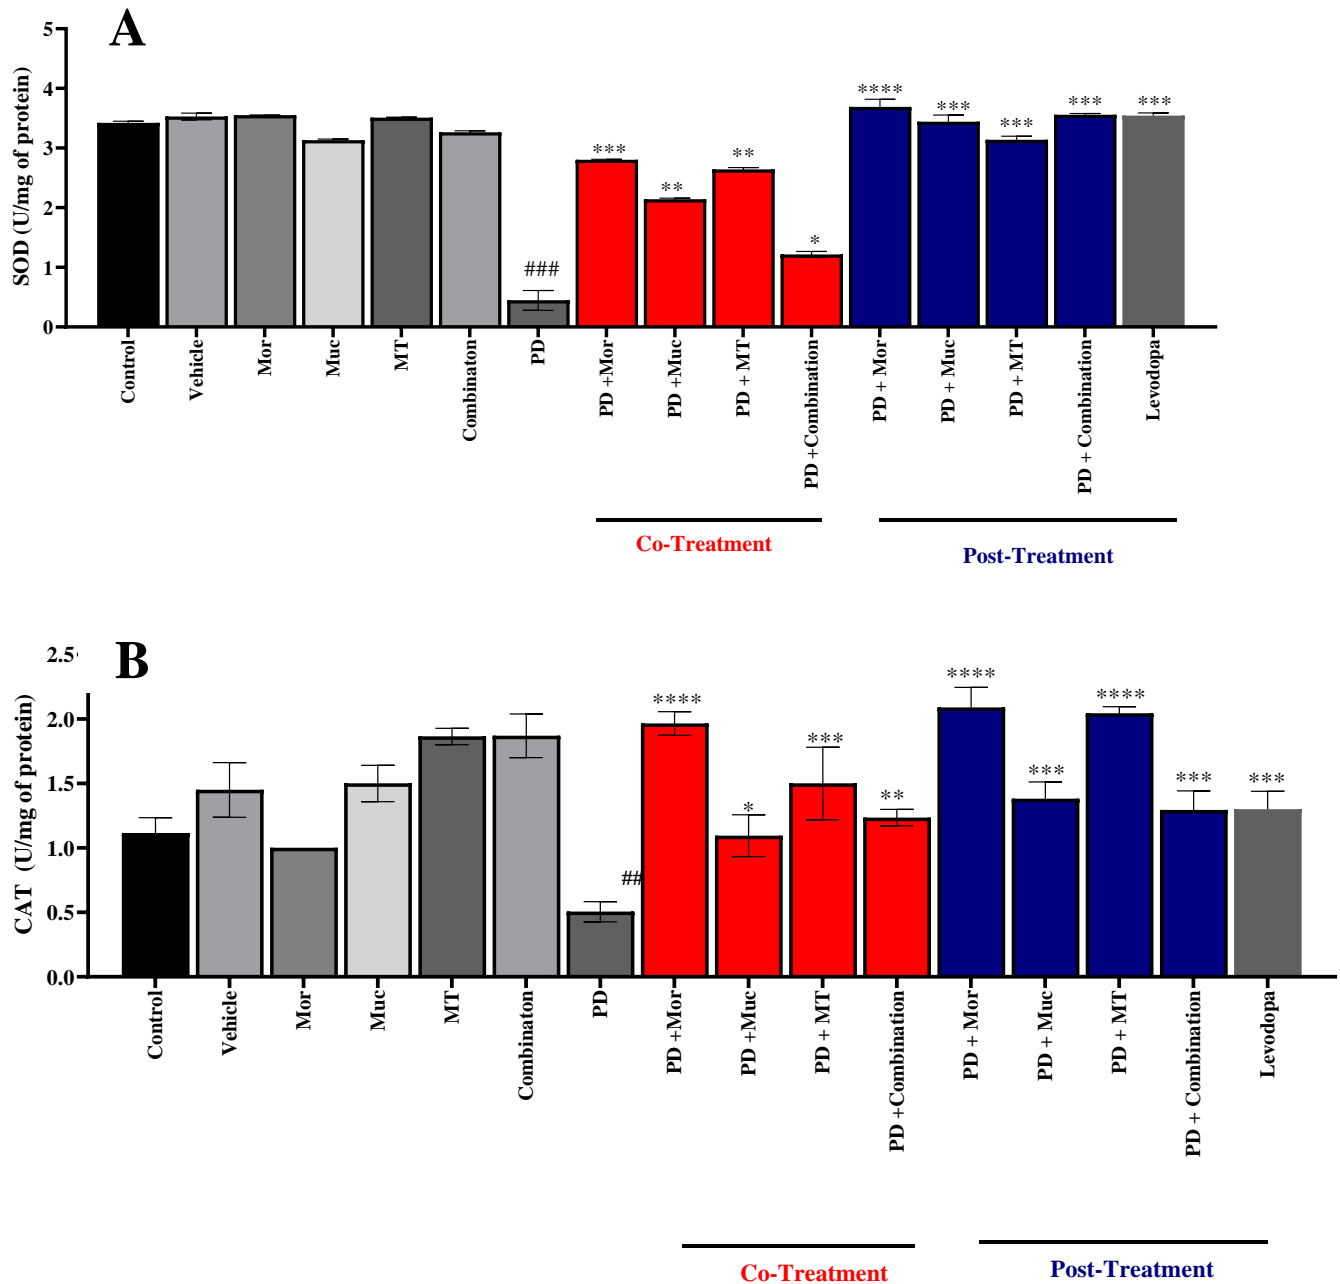 A
SOD (U/mg of protein)
5
4
3
2
1
0
###
***
**
**
*
****
***
***
***
***
Control
Vehicle
Mor
Muc
MT
Combinaton
PD
PD +Mor
PD +Muc
PD + MT
PD +Combination
PD + Mor
PD + Muc
PD + MT
PD + Combination
Levodopa
Co-Treatment
Post-Treatment
B
CAT (U/mg of protein)
2.5
2.0
1.5
1.0
0.5
0.0
##
****
*
***
**
****
***
****
***
***
Control
Vehicle
Mor
Muc
MT
Combinaton
PD
PD +Mor
PD +Muc
PD + MT
PD +Combination
PD + Mor
PD + Muc
PD + MT
PD + Combination
Levodopa
Co-Treatment
Post-Treatment